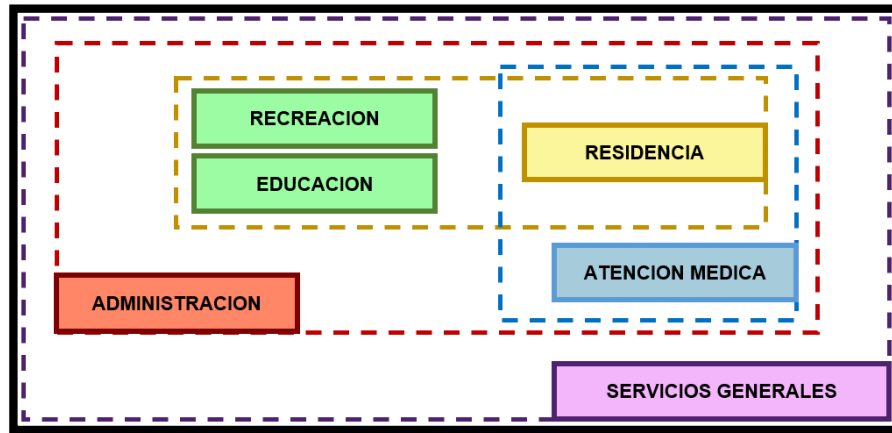 RECREACION
EDUCACION
RESIDENCIA
ATENCION MEDICA
ADMINISTRACION
SERVICIOS GENERALES